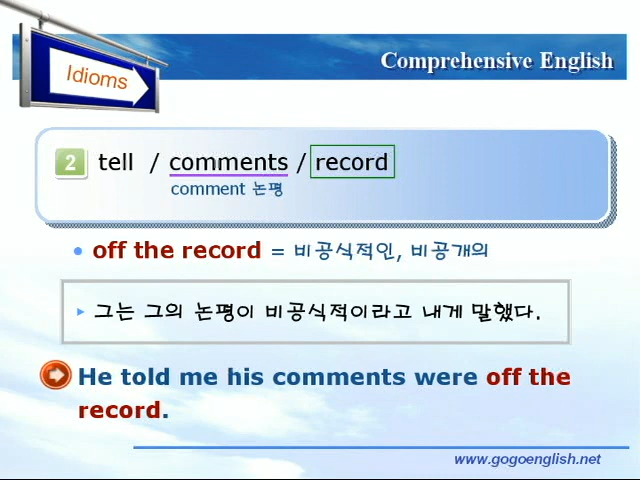 Idioms
Comprehensive English
2 tell / comments / record
comment 논평
• off the record = 비공식적인, 비공개의
▸ 그는 그의 논평이 비공식적이라고 내게 말했다.
He told me his comments were off the
record.
www.gogoenglish.net